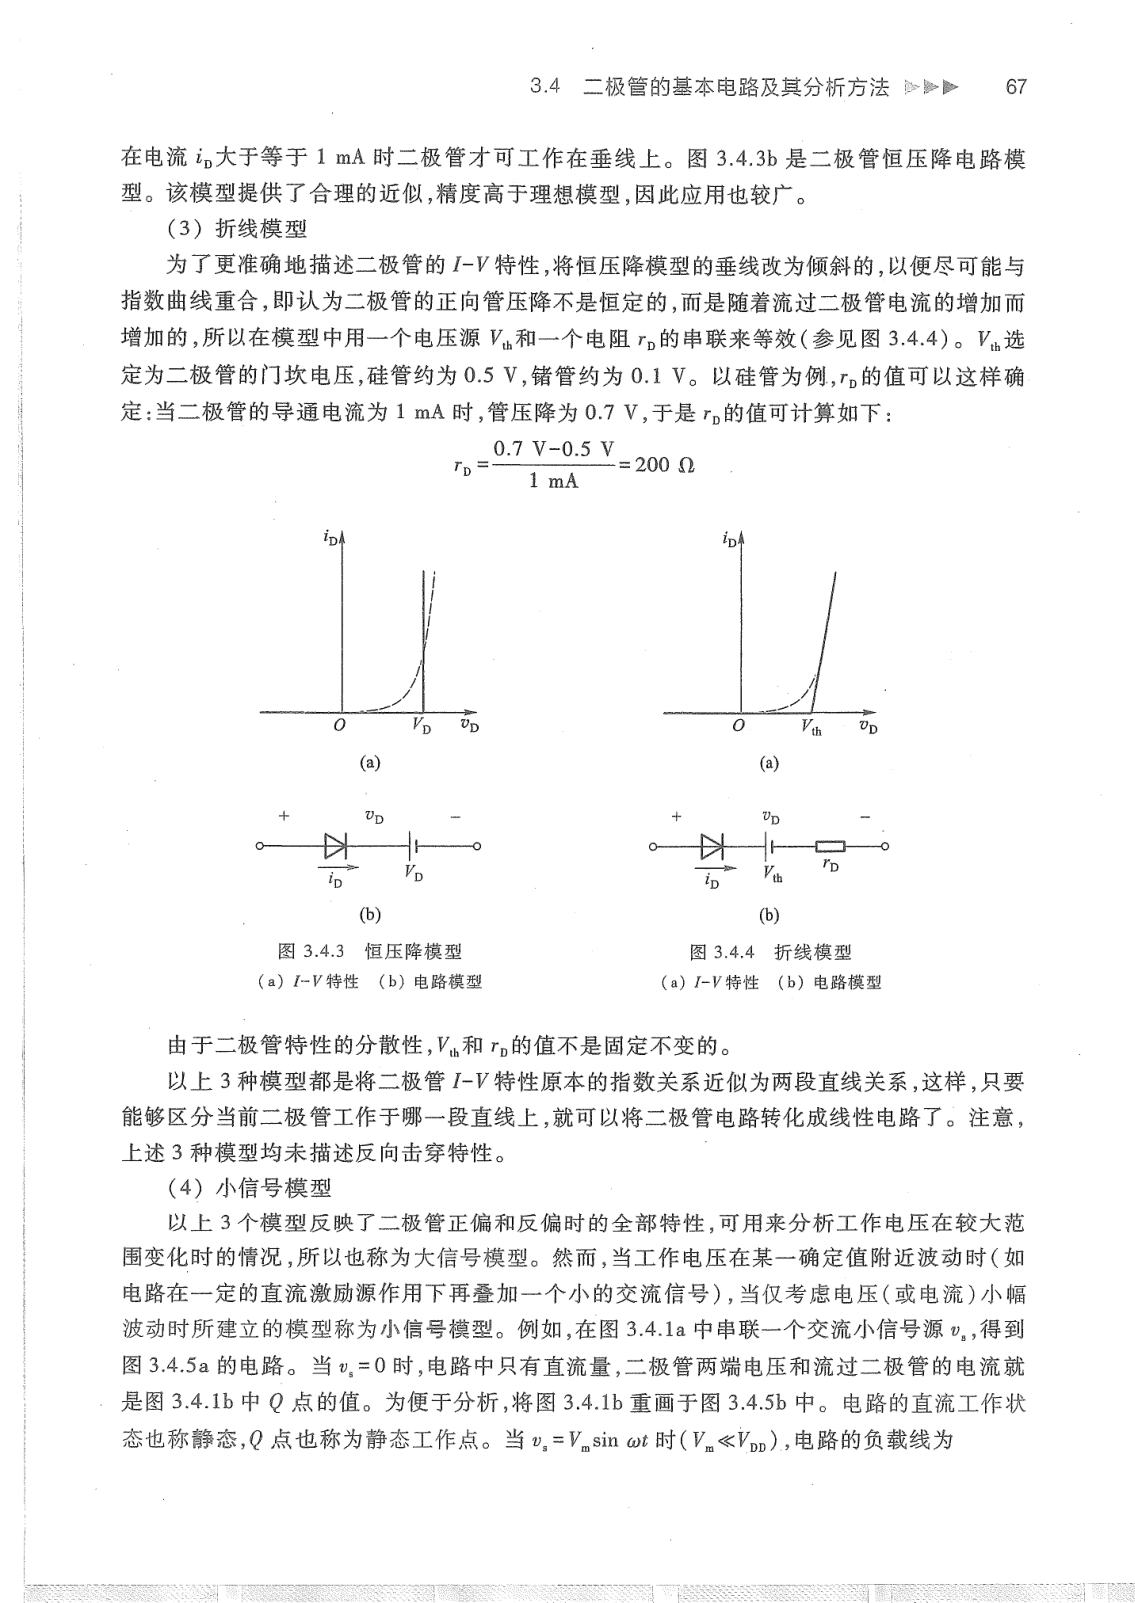 3.4 二极管的基本电路及其分析方法 67
在电流 iD大于等于 1 mA 时二极管才可工作在垂线上。图 3.4.3b 是二极管恒压降电路模
型。该模型提供了合理的近似,精度高于理想模型,因此应用也较广。
(3) 折线模型
为了更准确地描述二极管的 I-V 特性,将恒压降模型的垂线改为倾斜的,以便尽可能与
指数曲线重合,即认为二极管的正向管压降不是恒定的,而是随着流过二极管电流的增加而
增加的,所以在模型中用一个电压源 Vth和一个电阻 rD的串联来等效(参见图 3.4.4)。Vth选
定为二极管的门坎电压,硅管约为 0.5 V,锗管约为 0.1 V。以硅管为例,rD的值可以这样确
定:当二极管的导通电流为 1 mA 时,管压降为 0.7 V,于是 rD的值可计算如下:
rD = (0.7 V-0.5 V)/(1 mA) = 200 Ω
iD
O VD vD
(a)
+ vD −
iD VD
(b)
图 3.4.3 恒压降模型
(a) I-V 特性 (b) 电路模型
iD
O Vth vD
(a)
+ vD −
iD Vth rD
(b)
图 3.4.4 折线模型
(a) I-V 特性 (b) 电路模型
由于二极管特性的分散性,Vth和 rD的值不是固定不变的。
以上 3 种模型都是将二极管 I-V 特性原本的指数关系近似为两段直线关系,这样,只要
能够区分当前二极管工作于哪一段直线上,就可以将二极管电路转化成线性电路了。注意,
上述 3 种模型均未描述反向击穿特性。
(4) 小信号模型
以上 3 个模型反映了二极管正偏和反偏时的全部特性,可用来分析工作电压在较大范
围变化时的情况,所以也称为大信号模型。然而,当工作电压在某一确定值附近波动时(如
电路在一定的直流激励源作用下再叠加一个小的交流信号),当仅考虑电压(或电流)小幅
波动时所建立的模型称为小信号模型。例如,在图 3.4.1a 中串联一个交流小信号源 vs,得到
图 3.4.5a 的电路。当 vs=0 时,电路中只有直流量,二极管两端电压和流过二极管的电流就
是图 3.4.1b 中 Q 点的值。为便于分析,将图 3.4.1b 重画于图 3.4.5b 中。电路的直流工作状
态也称静态,Q 点也称为静态工作点。当 vs=Vmsin ωt 时(Vm≪VDD),电路的负载线为